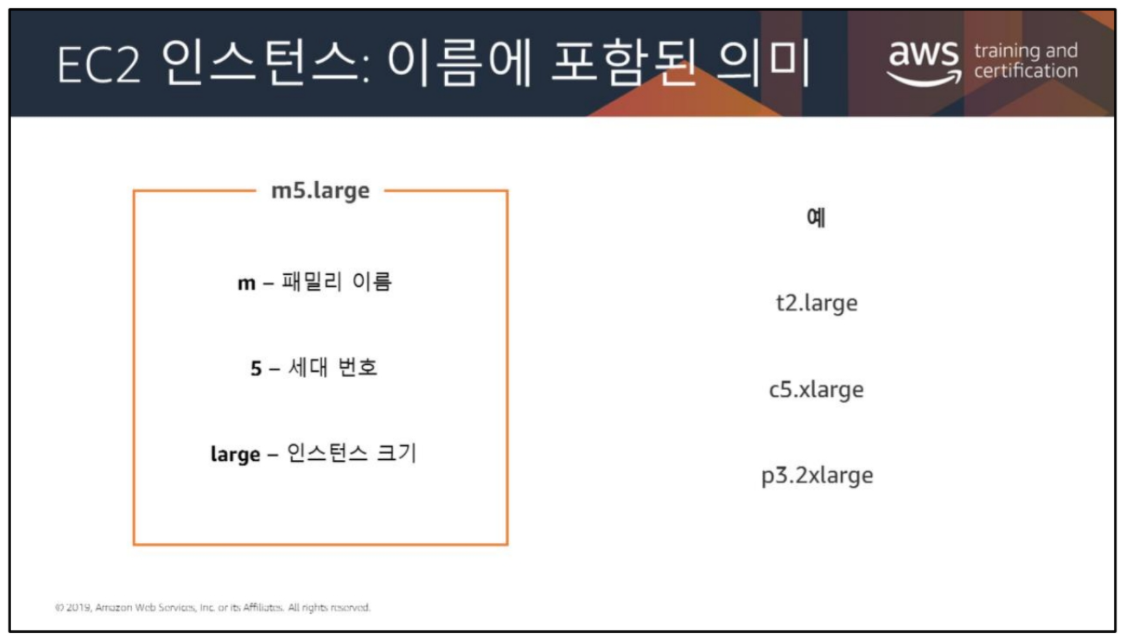 EC2 인스턴스: 이름에 포함된 의미
aws training and
certification
m5.large
m – 패밀리 이름
5 – 세대 번호
large – 인스턴스 크기
예
t2.large
c5.xlarge
p3.2xlarge
© 2019, Amazon Web Services, Inc. or its Affiliates. All rights reserved.